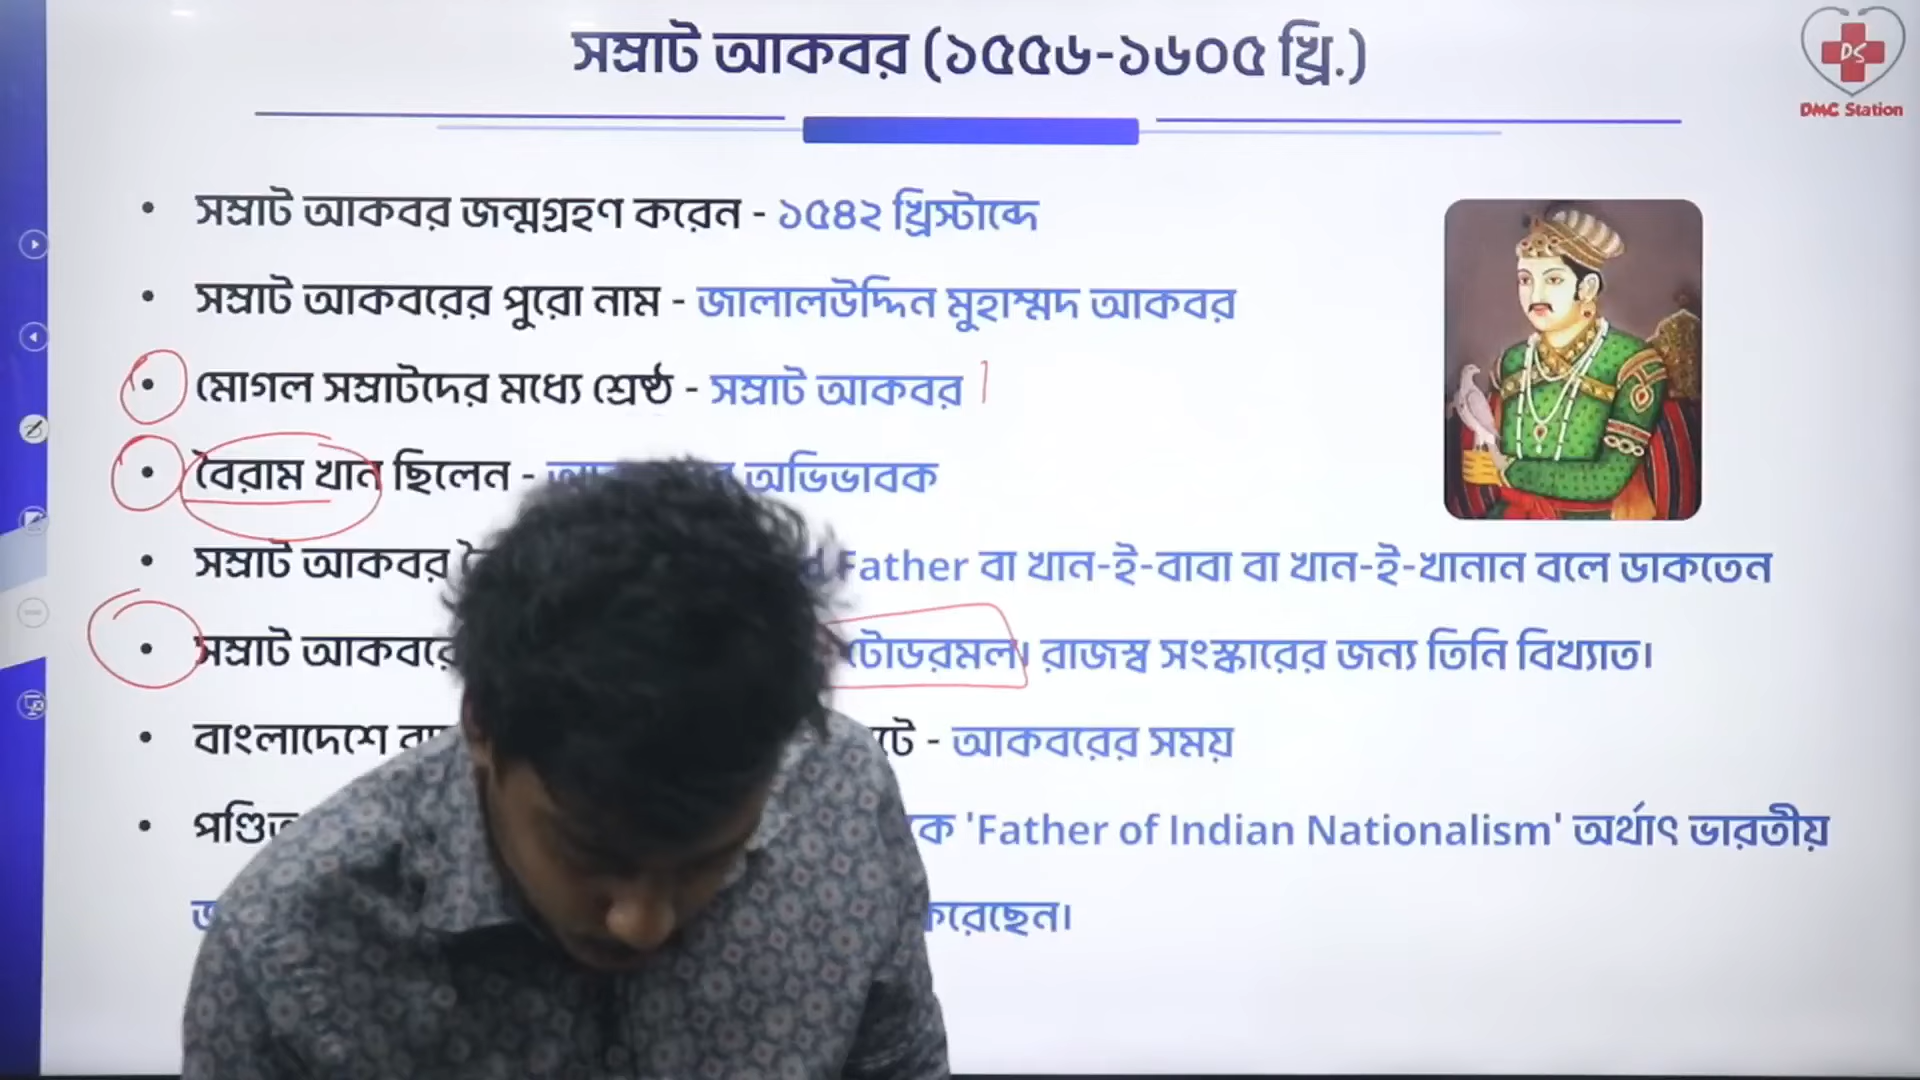 সম্রাট আকবর (১৫৫৬-১৬০৫ খ্রি.)
DS
DMC Station
• সম্রাট আকবর জন্মগ্রহণ করেন - ১৫৪২ খ্রিস্টাব্দে
• সম্রাট আকবরের পুরো নাম - জালালউদ্দিন মুহাম্মদ আকবর
• মোগল সম্রাটদের মধ্যে শ্রেষ্ঠ - সম্রাট আকবর
• বৈরাম খান ছিলেন - অভিভাবক
• সম্রাট আকবর Father বা খান-ই-বাবা বা খান-ই-খানান বলে ডাকতেন
• সম্রাট টোডরমল। রাজস্ব সংস্কারের জন্য তিনি বিখ্যাত।
• বাংলাদেশে - আকবরের সময়
• 'Father of Indian Nationalism' অর্থাৎ ভারতীয়
করেছেন।